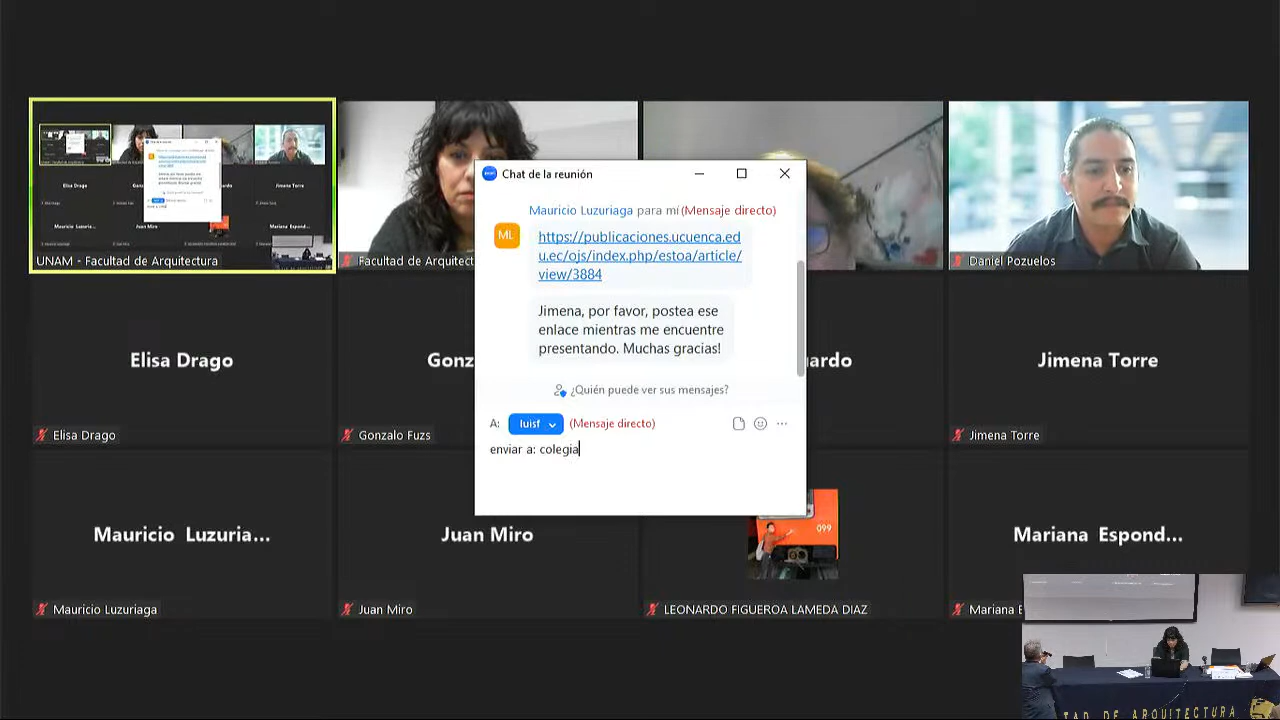 Chat de la reunión
Mauricio Luzuriaga para mí (Mensaje directo)
ML
https://publicaciones.ucuenca.ed
u.ec/ojs/index.php/estoa/article/
view/3884
Jimena, por favor, postea ese
enlace mientras me encuentre
presentando. Muchas gracias!
¿Quién puede ver sus mensajes?
A: luisf (Mensaje directo)
enviar a: colegia
UNAM - Facultad de Arquitectura
Facultad de Arquitect
Daniel Pozuelos
Elisa Drago
Gonz
ardo
Jimena Torre
Elisa Drago
Gonzalo Fuzs
Jimena Torre
Mauricio Luzuria...
Juan Miro
099
Mariana Espond...
Mauricio Luzuriaga
Juan Miro
LEONARDO FIGUEROA LAMEDA DIAZ
Mariana E
TAD DE ARQUITECTURA